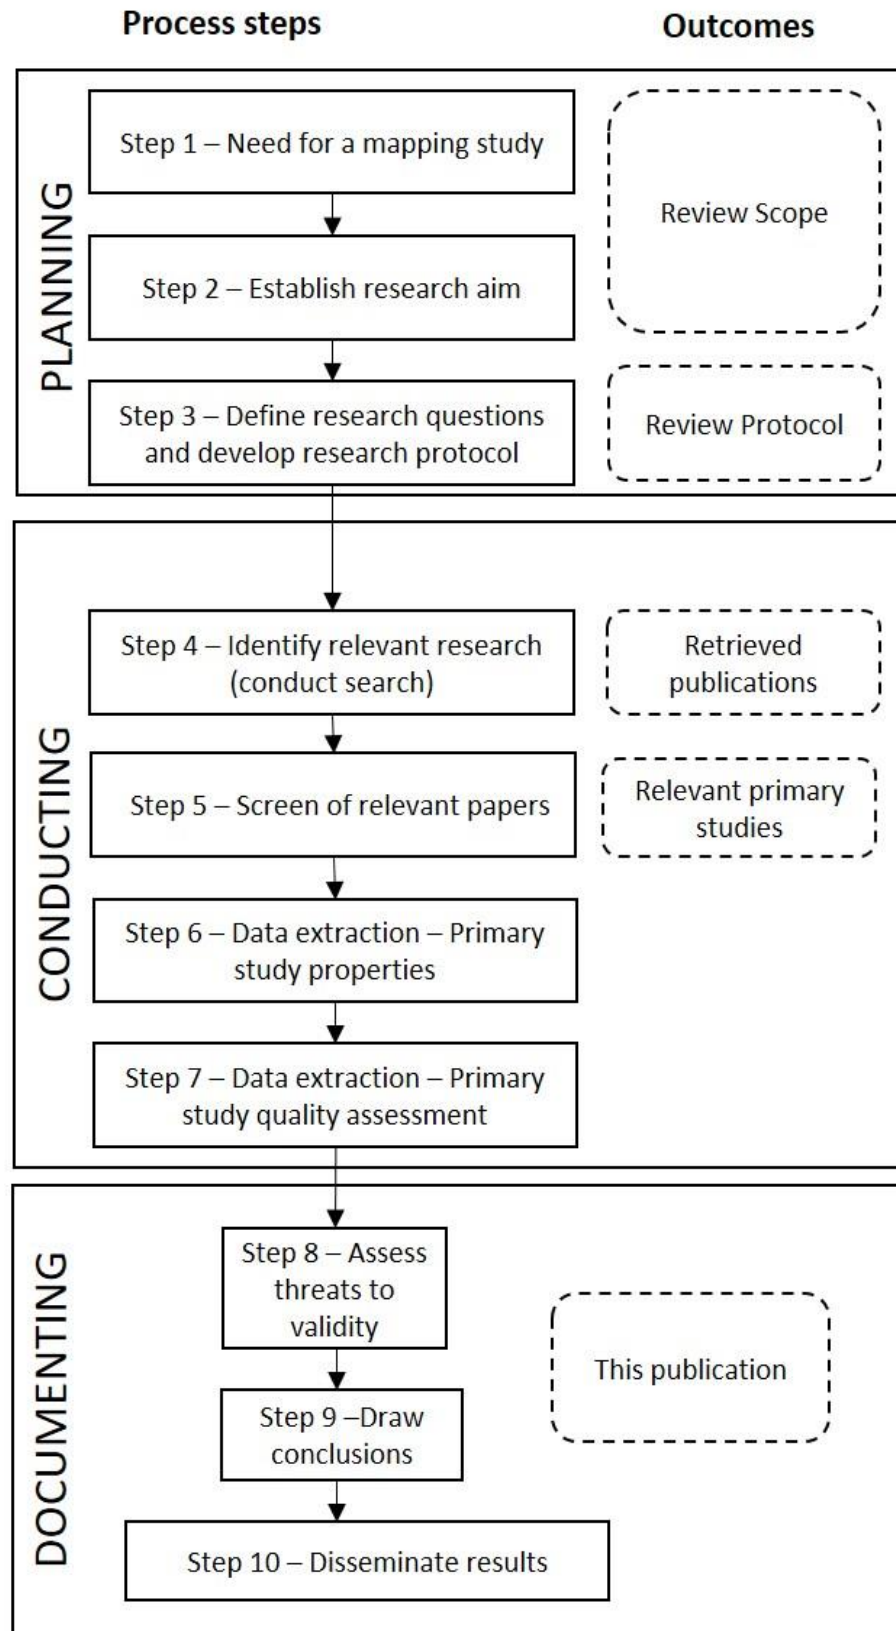 Process steps
Outcomes
PLANNING
Step 1 – Need for a mapping study
Review Scope
Step 2 – Establish research aim
Step 3 – Define research questions
and develop research protocol
Review Protocol
CONDUCTING
Step 4 – Identify relevant research
(conduct search)
Retrieved
publications
Step 5 – Screen of relevant papers
Relevant primary
studies
Step 6 – Data extraction – Primary
study properties
Step 7 – Data extraction – Primary
study quality assessment
DOCUMENTING
Step 8 – Assess
threats to
validity
This publication
Step 9 –Draw
conclusions
Step 10 – Disseminate results